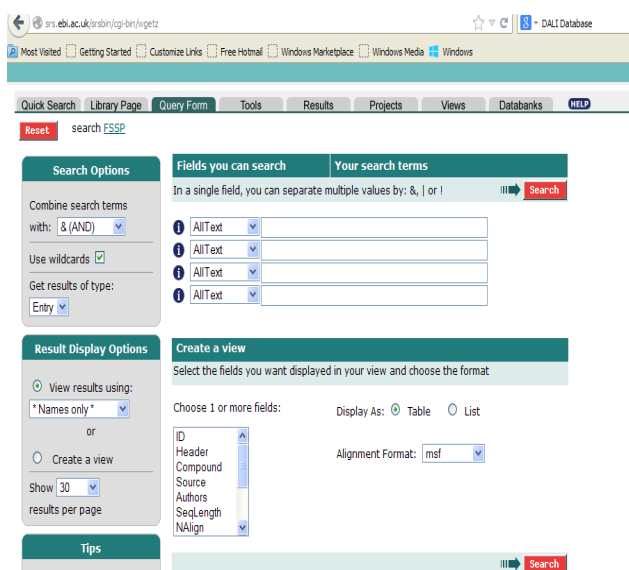 srs.ebi.ac.uk/srsbin/cgi-bin/wgetz
DALI Database
Most Visited Getting Started Customize Links Free Hotmail Windows Marketplace Windows Media Windows
Quick Search Library Page Query Form Tools Results Projects Views Databanks HELP
Reset search FSSP
Search Options
Combine search terms
with: & (AND)
Use wildcards
Get results of type:
Entry
Fields you can search Your search terms
In a single field, you can separate multiple values by: &, | or ! Search
i AllText
i AllText
i AllText
i AllText
Result Display Options
View results using:
* Names only *
or
Create a view
Show 30
results per page
Tips
Create a view
Select the fields you want displayed in your view and choose the format
Choose 1 or more fields: Display As: Table List
ID
Header
Compound
Source
Authors
SeqLength
NAlign
Alignment Format: msf
Search